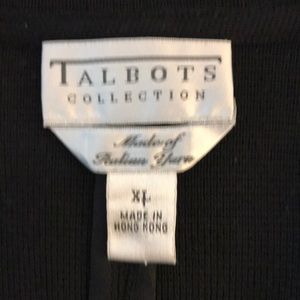 TALBOTS
COLLECTION
Made of
Italian Yarn
XL
MADE IN
HONG KONG